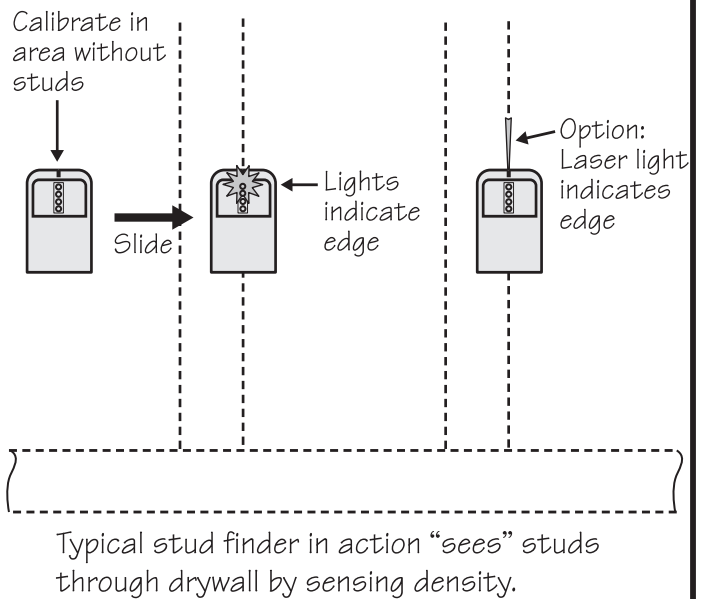 Calibrate in
area without
studs
Slide
Lights
indicate
edge
Option:
Laser light
indicates
edge
Typical stud finder in action “sees” studs
through drywall by sensing density.